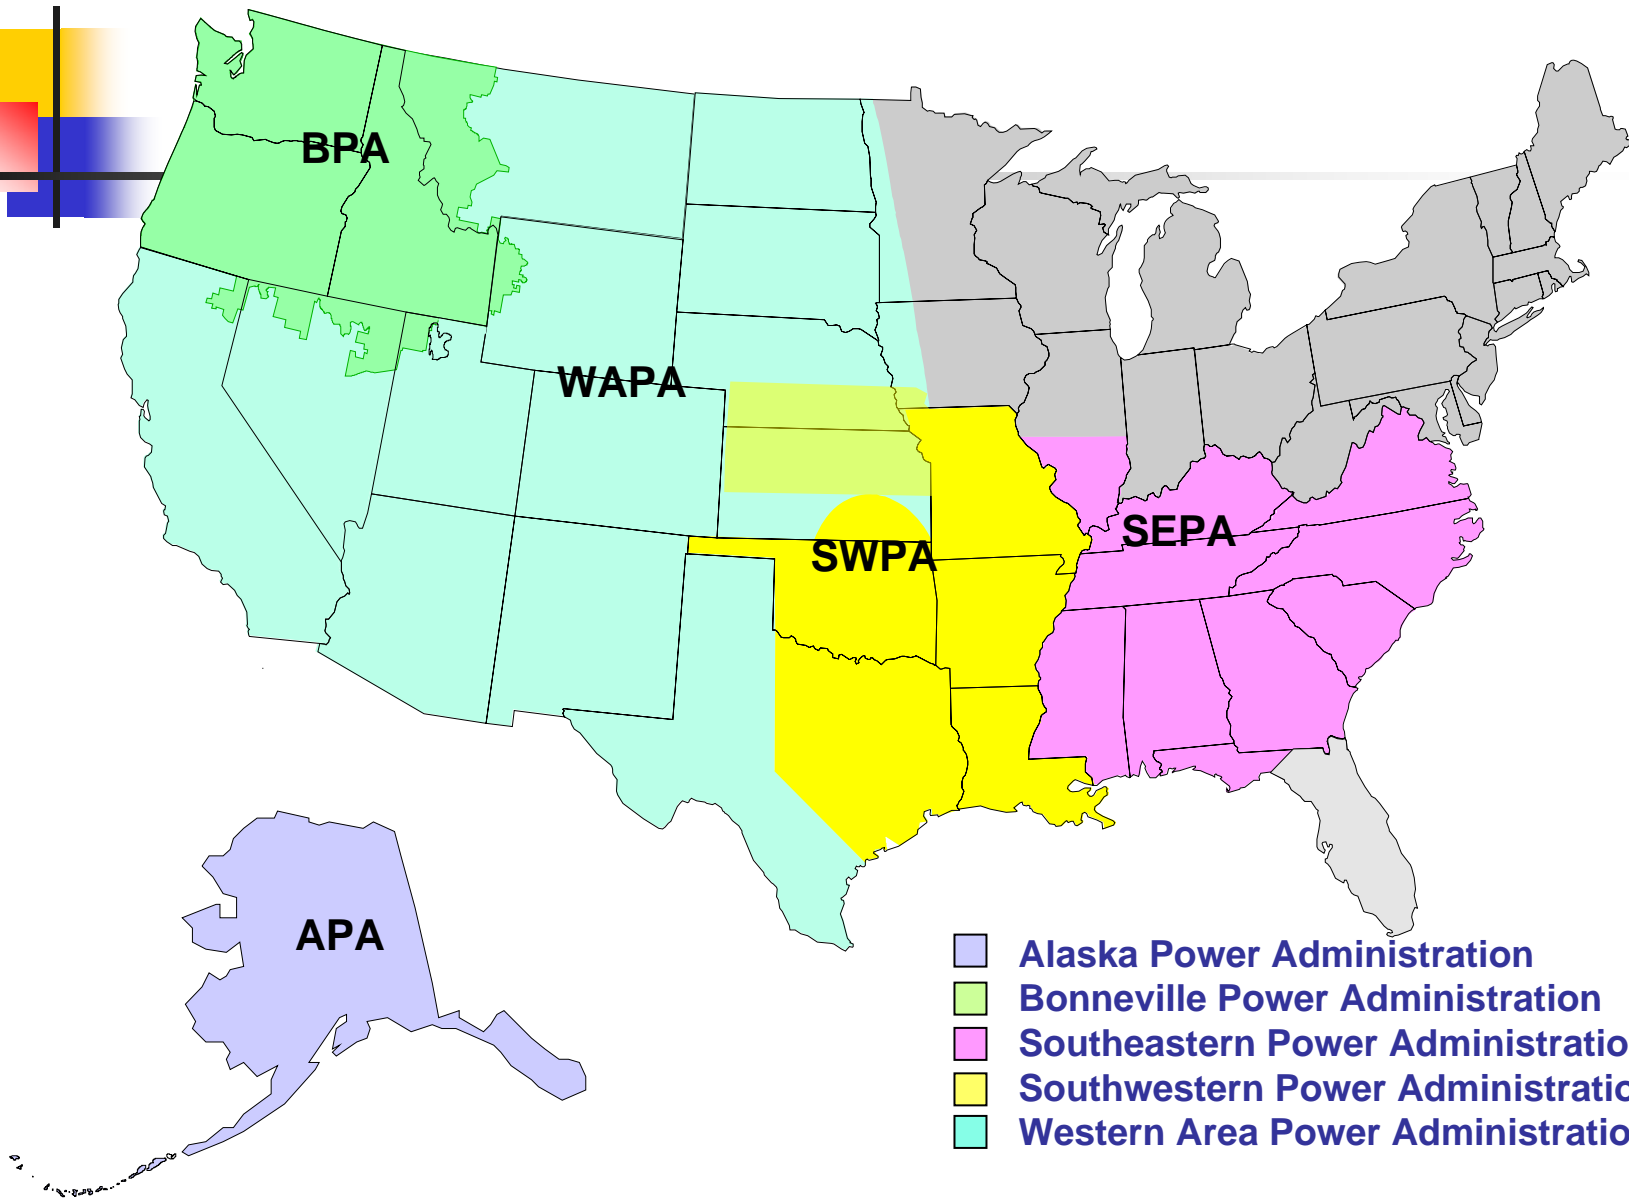 BPA
WAPA
SWPA
SEPA
APA
Alaska Power Administration
Bonneville Power Administration
Southeastern Power Administratio
Southwestern Power Administratio
Western Area Power Administratio